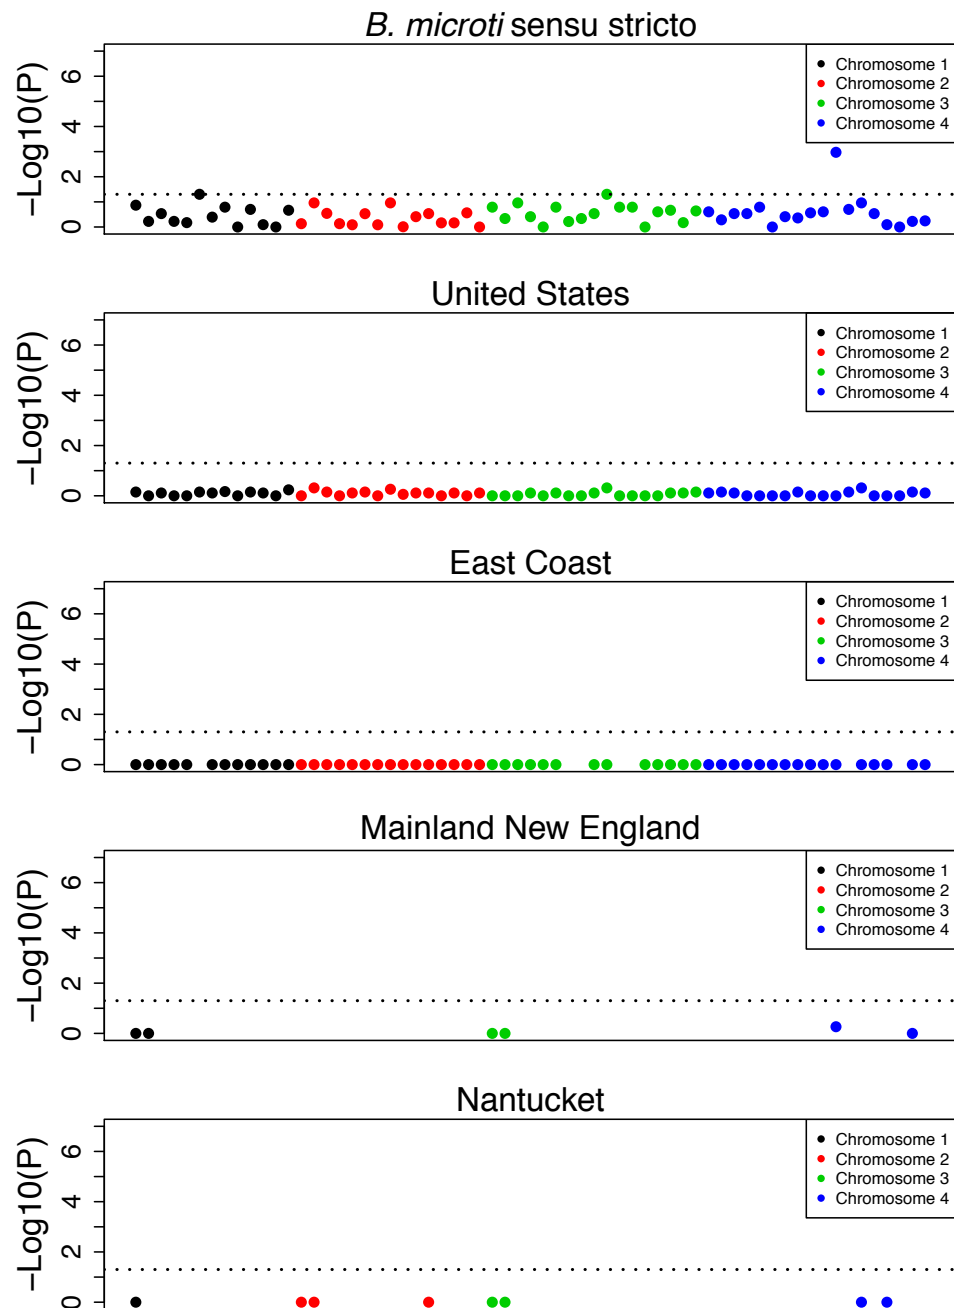 B. microti sensu stricto
−Log10(P)
6
4
2
0
Chromosome 1
Chromosome 2
Chromosome 3
Chromosome 4
United States
−Log10(P)
6
4
2
0
Chromosome 1
Chromosome 2
Chromosome 3
Chromosome 4
East Coast
−Log10(P)
6
4
2
0
Chromosome 1
Chromosome 2
Chromosome 3
Chromosome 4
Mainland New England
−Log10(P)
6
4
2
0
Chromosome 1
Chromosome 2
Chromosome 3
Chromosome 4
Nantucket
−Log10(P)
6
4
2
0
Chromosome 1
Chromosome 2
Chromosome 3
Chromosome 4